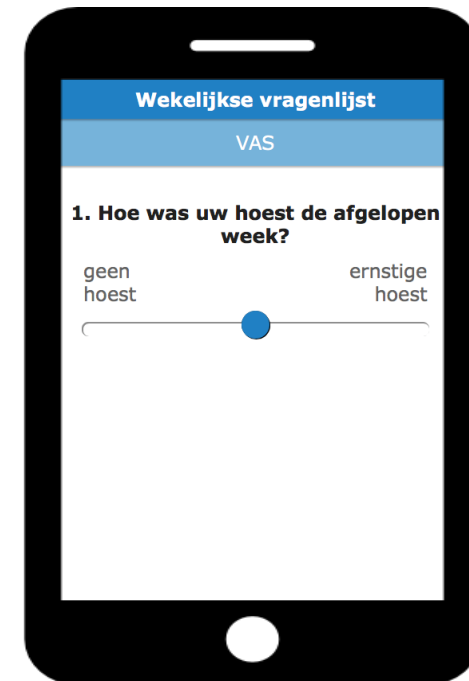 Wekelijkse vragenlijst
VAS
1. Hoe was uw hoest de afgelopen
week?
geen ernstige
hoest hoest